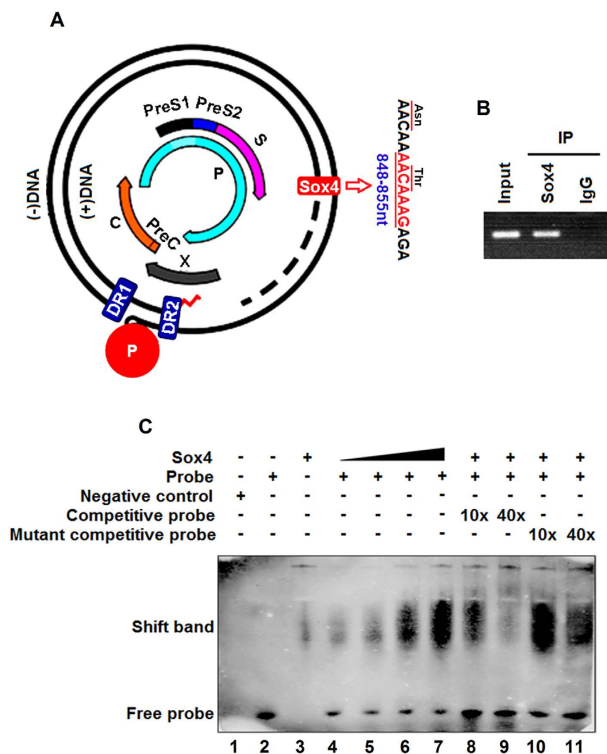 A
PreS1 PreS2 S
P
(-)DNA
(+)DNA
C
PreC
X
DR1
DR2
P
Sox4
Asn Thr
AACAAAACAAAGAGA
848-855nt
B
IP
Input Sox4 IgG
C
Sox4 - - + + + + +
Probe - + - + + + + + + + +
Negative control + - - - - - - - - - -
Competitive probe - - - - - - - 10x 40x - -
Mutant competitive probe - - - - - - - - - 10x 40x
Shift band
Free probe
1 2 3 4 5 6 7 8 9 10 11